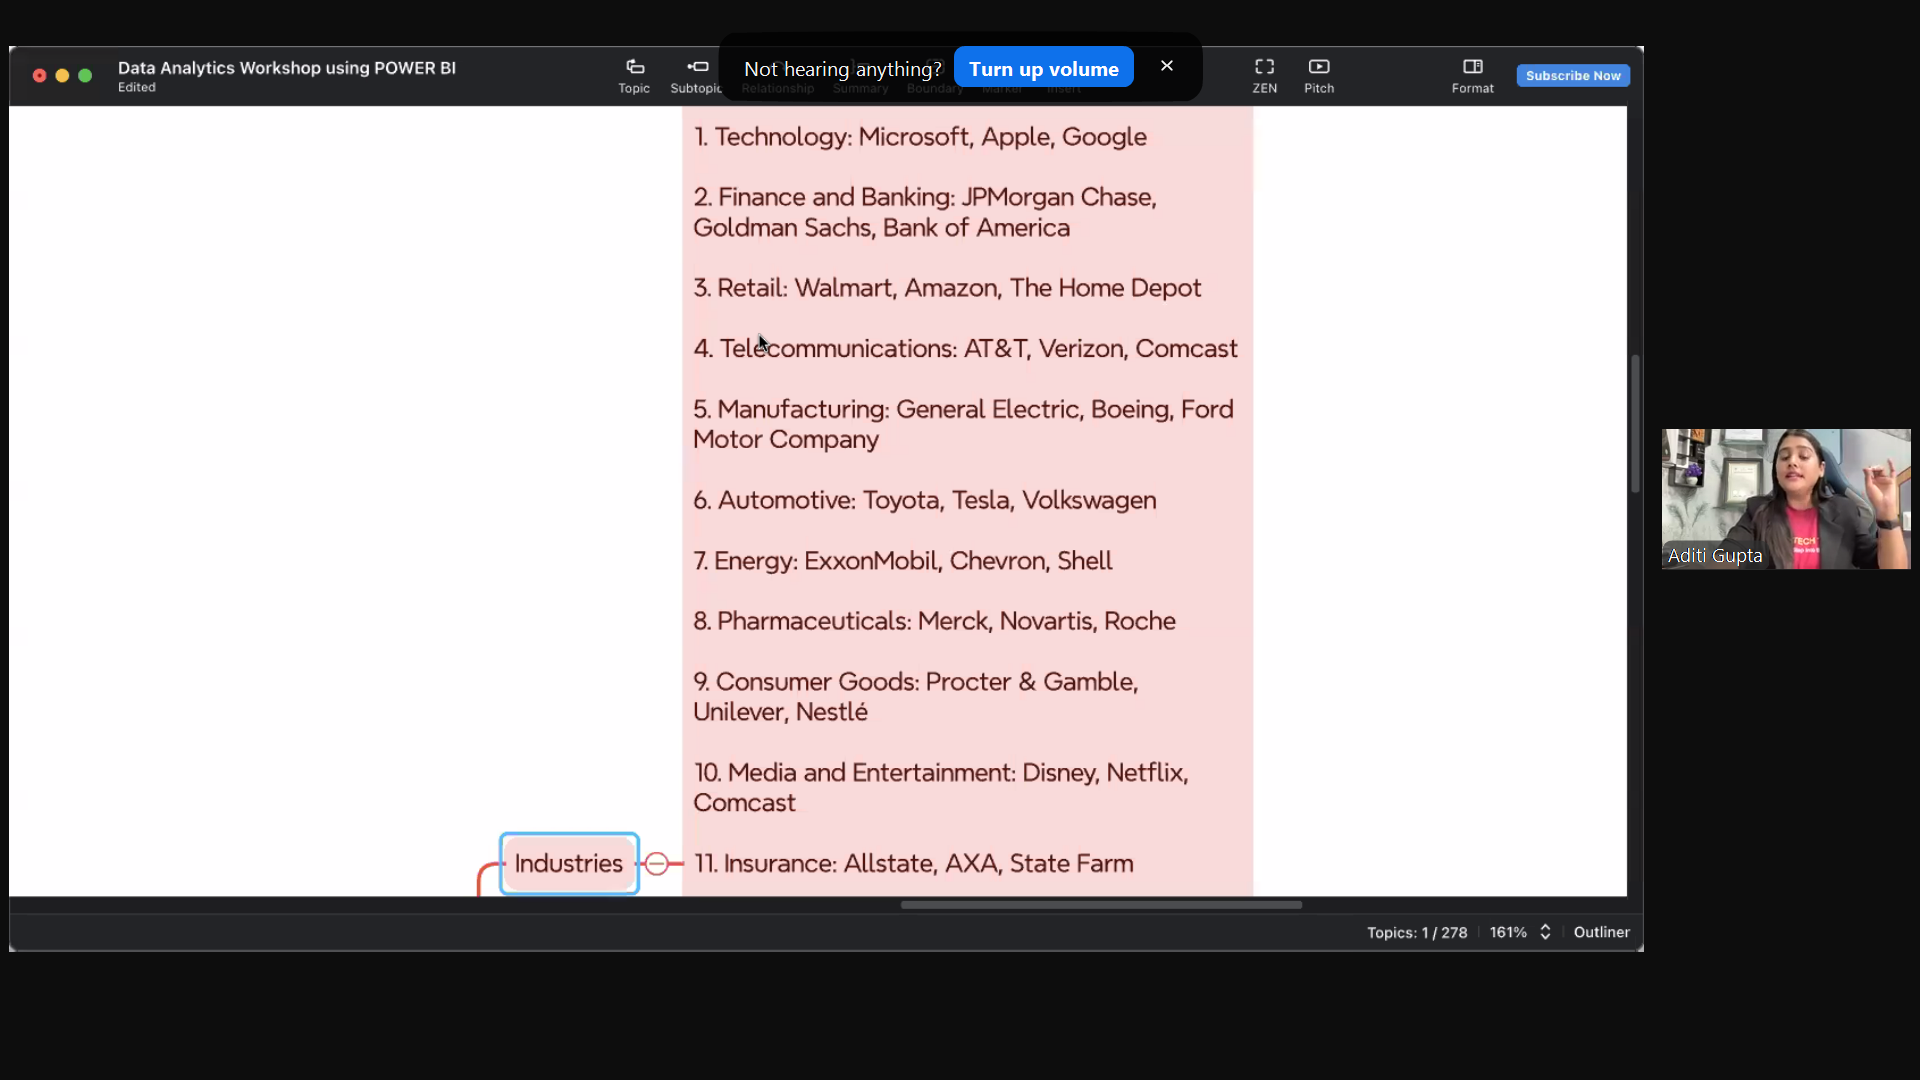 Data Analytics Workshop using POWER BI
Edited
Topic
Subtopic
Not hearing anything?
Turn up volume
Relationship
Summary
Boundary
Marker
Insert
ZEN
Pitch
Format
Subscribe Now
1. Technology: Microsoft, Apple, Google
2. Finance and Banking: JPMorgan Chase,
Goldman Sachs, Bank of America
3. Retail: Walmart, Amazon, The Home Depot
4. Telecommunications: AT&T, Verizon, Comcast
5. Manufacturing: General Electric, Boeing, Ford
Motor Company
6. Automotive: Toyota, Tesla, Volkswagen
7. Energy: ExxonMobil, Chevron, Shell
8. Pharmaceuticals: Merck, Novartis, Roche
9. Consumer Goods: Procter & Gamble,
Unilever, Nestlé
10. Media and Entertainment: Disney, Netflix,
Comcast
Industries
11. Insurance: Allstate, AXA, State Farm
TECH
Aditi Gupta
Topics: 1 / 278
161%
Outliner